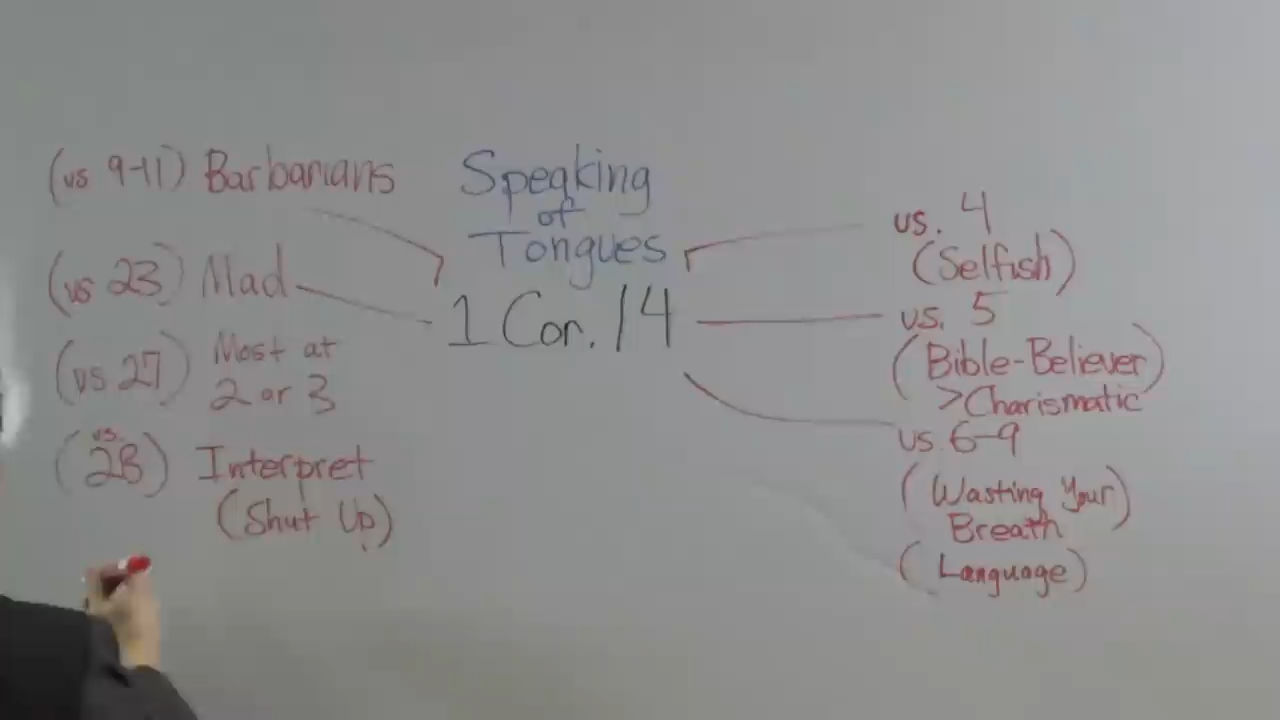 Speaking
of
Tongues
1 Cor. 14
(vs 9-11) Barbarians
(vs 23) Mad
(vs 27) Most at
2 or 3
(vs. 28) Interpret
(Shut Up)
vs. 4
(Selfish)
vs. 5
(Bible-Believer
>Charismatic)
vs. 6-9
(Wasting Your
Breath)
(Language)